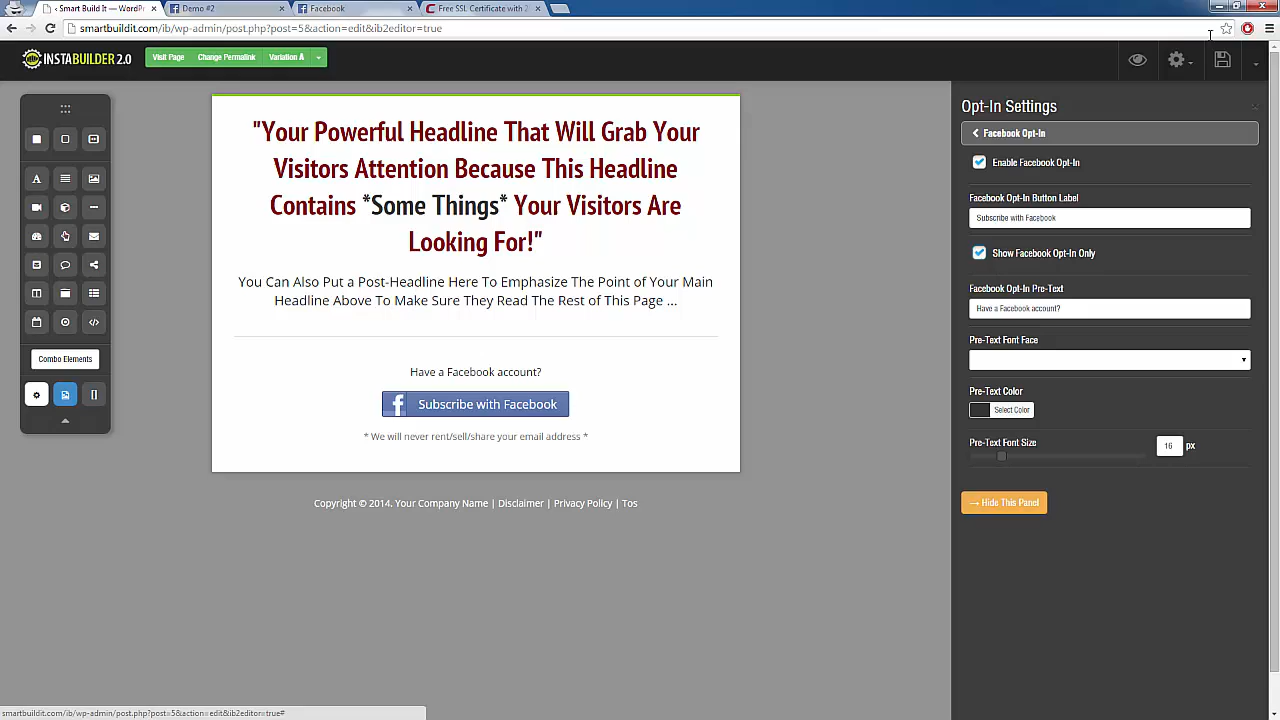 ‹ Smart Build It — WordPr
Demo #2
Facebook
Free SSL Certificate with 2
smartbuildit.com/ib/wp-admin/post.php?post=5&action=edit&ib2editor=true
INSTABUILDER 2.0
Visit Page
Change Permalink
Variation A
Opt-In Settings
Facebook Opt-In
Enable Facebook Opt-In
Facebook Opt-In Button Label
Subscribe with Facebook
Show Facebook Opt-In Only
Facebook Opt-In Pre-Text
Have a Facebook account?
Pre-Text Font Face
Pre-Text Color
Select Color
Pre-Text Font Size
16 px
→ Hide This Panel
A
Combo Elements
"Your Powerful Headline That Will Grab Your
Visitors Attention Because This Headline
Contains *Some Things* Your Visitors Are
Looking For!"
You Can Also Put a Post-Headline Here To Emphasize The Point of Your Main
Headline Above To Make Sure They Read The Rest of This Page ...
Have a Facebook account?
f Subscribe with Facebook
* We will never rent/sell/share your email address *
Copyright © 2014. Your Company Name | Disclaimer | Privacy Policy | Tos
smartbuildit.com/ib/wp-admin/post.php?post=5&action=edit&ib2editor=true#